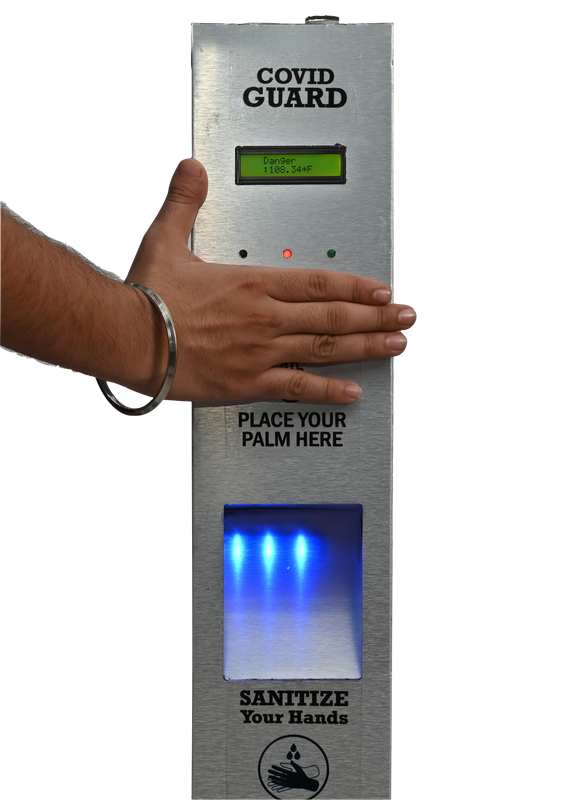 COVID
GUARD
Danger
:108.34*F
PLACE YOUR
PALM HERE
SANITIZE
Your Hands